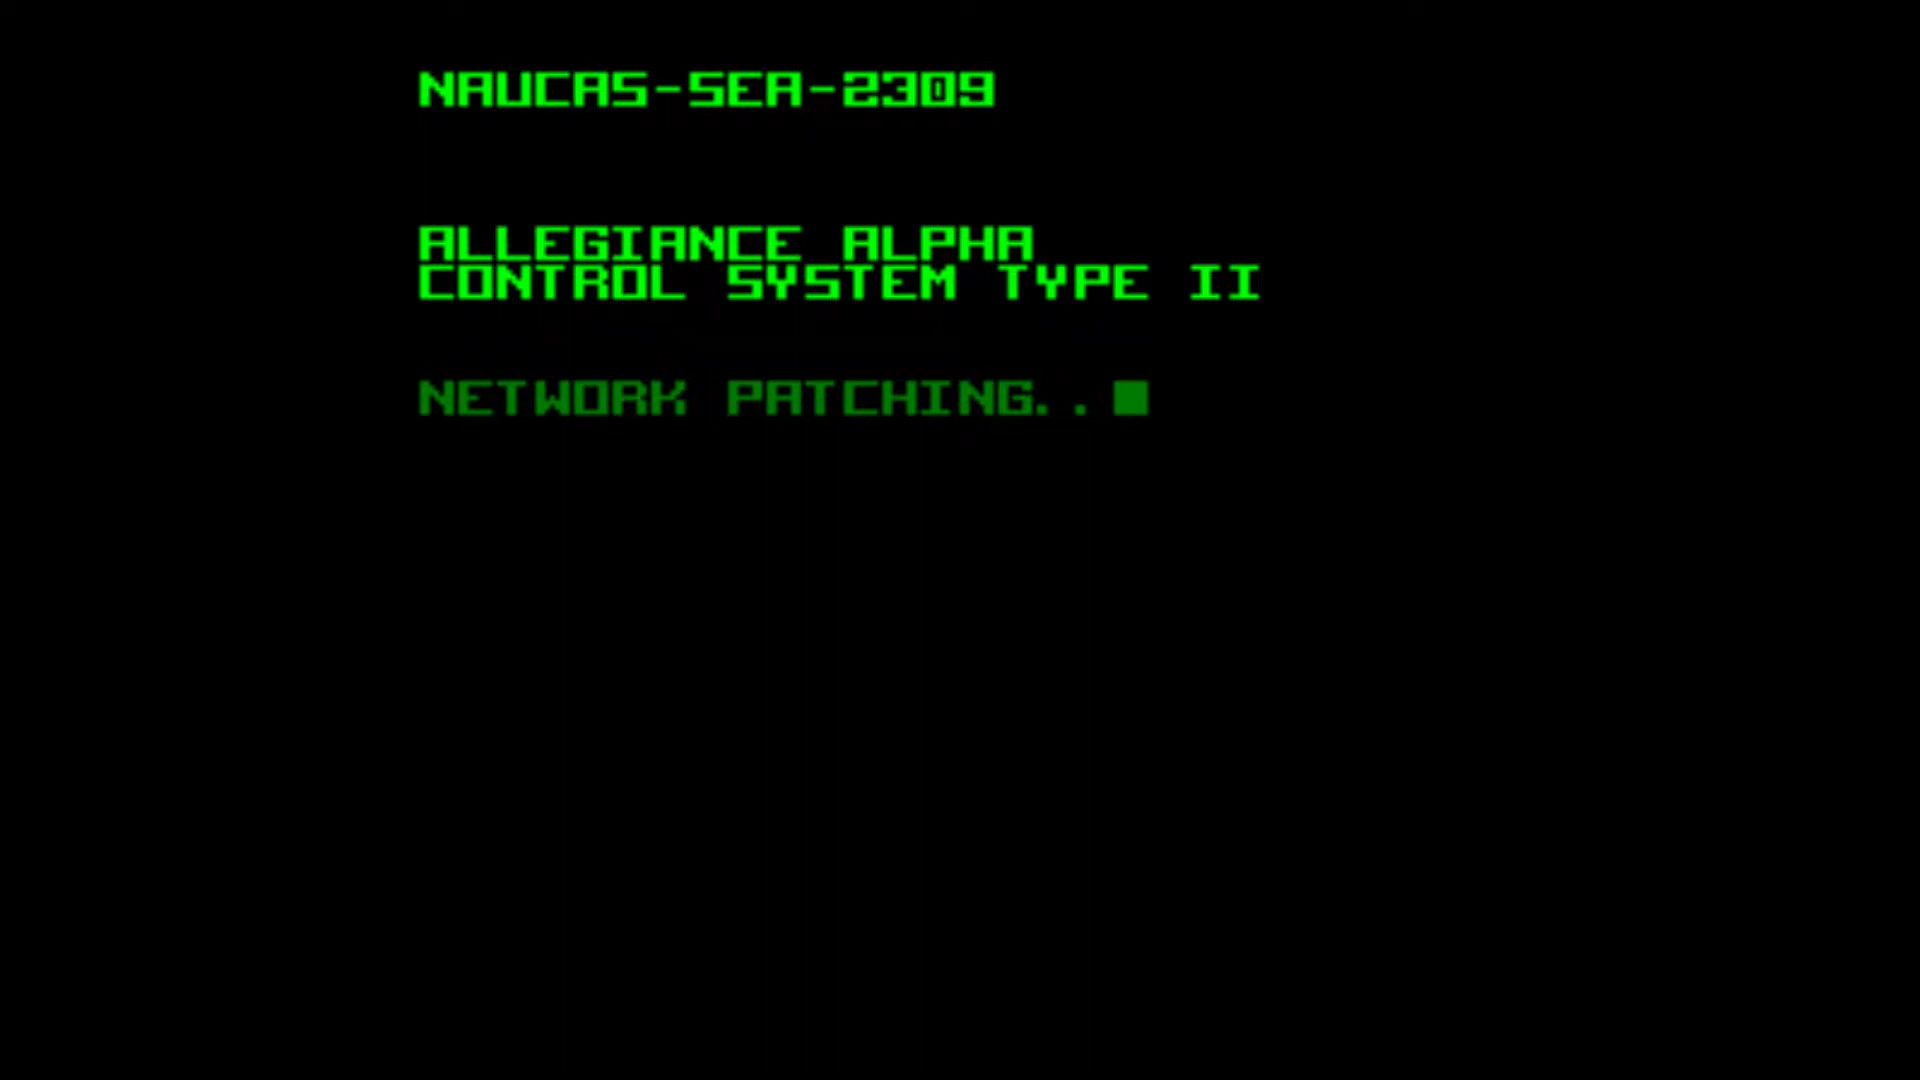 NAUCAS-SEA-2309
ALLEGIANCE ALPHA
CONTROL SYSTEM TYPE II
NETWORK PATCHING..